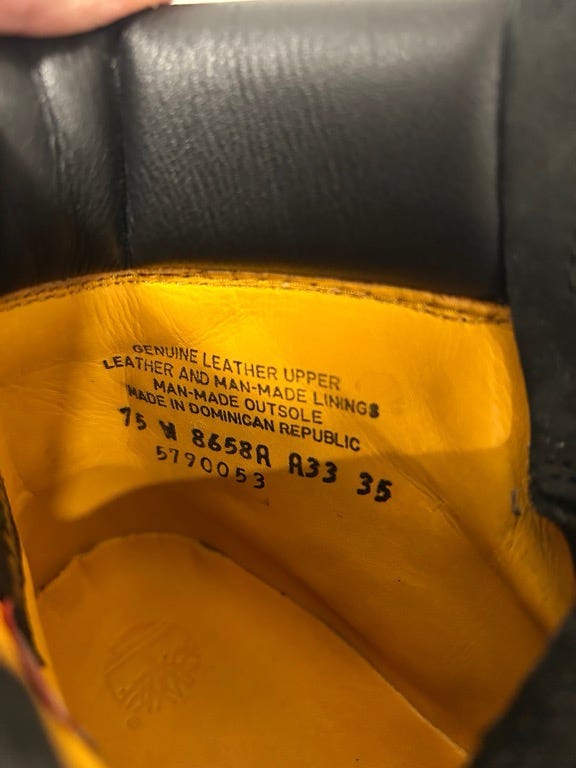 GENUINE LEATHER UPPER
LEATHER AND MAN-MADE LININGS
MAN-MADE OUTSOLE
MADE IN DOMINICAN REPUBLIC
75 W 8658A A33 35
5790053